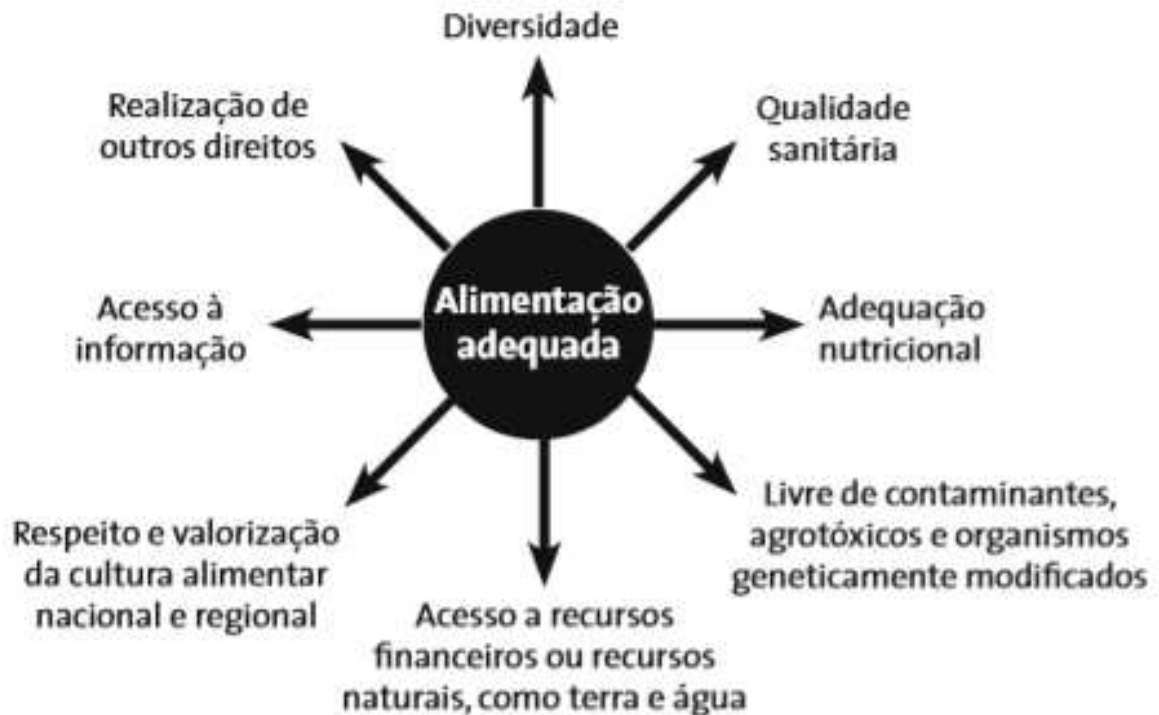 Diversidade
Realização de
outros direitos
Qualidade
sanitária
Acesso à
informação
Alimentação
adequada
Adequação
nutricional
Respeito e valorização
da cultura alimentar
nacional e regional
Acesso a recursos
financeiros ou recursos
naturais, como terra e água
Livre de contaminantes,
agrotóxicos e organismos
geneticamente modificados